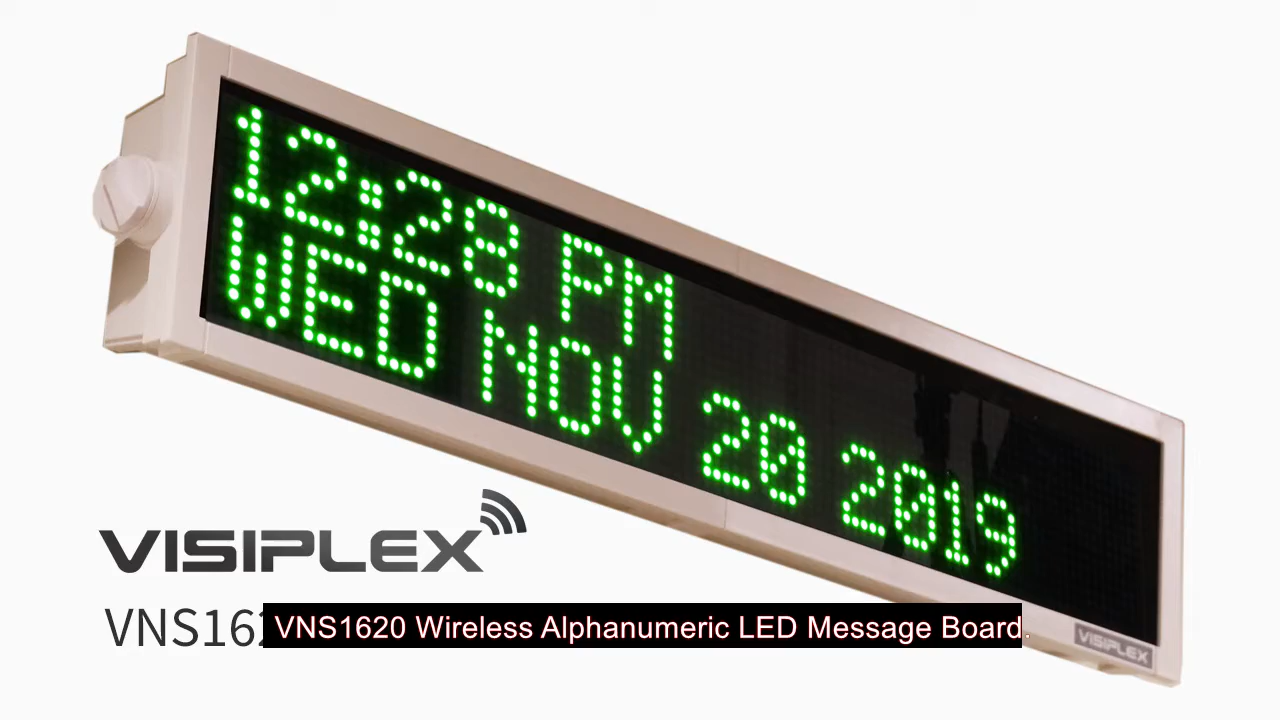 12:28 PM
WED NOV 20 2019
VISIPLEX
VNS16
VNS1620 Wireless Alphanumeric LED Message Board.
VISIPLEX